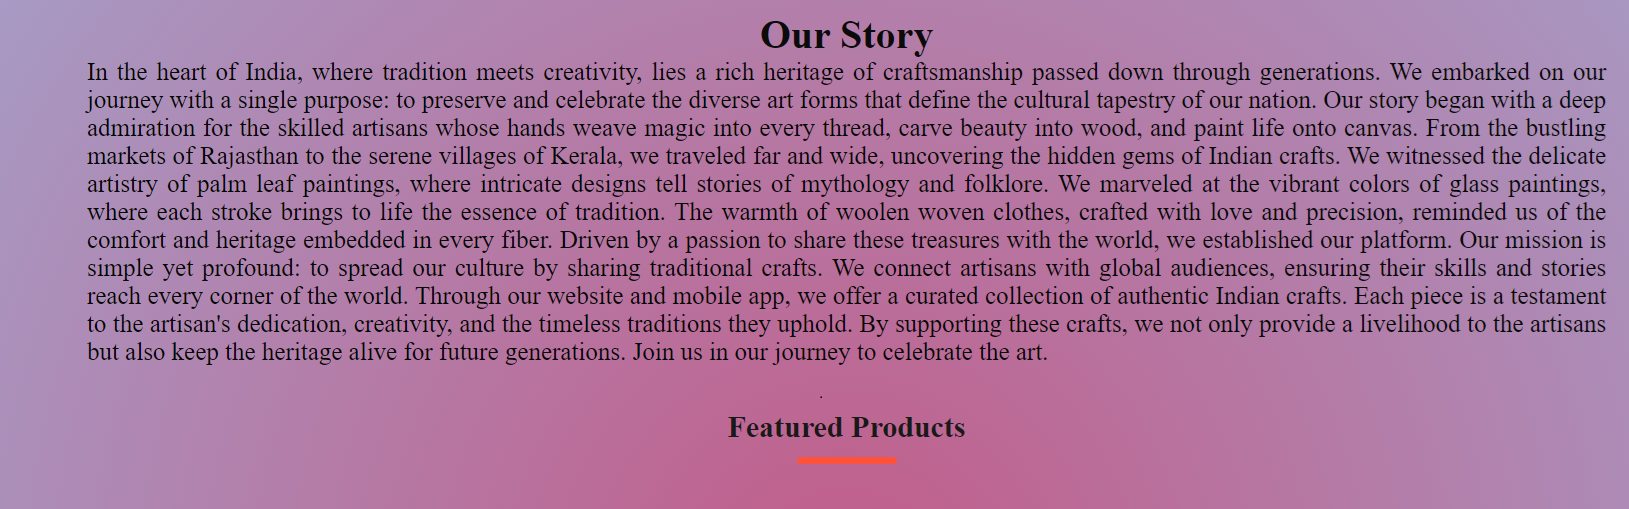 Our Story
In the heart of India, where tradition meets creativity, lies a rich heritage of craftsmanship passed down through generations. We embarked on our
journey with a single purpose: to preserve and celebrate the diverse art forms that define the cultural tapestry of our nation. Our story began with a deep
admiration for the skilled artisans whose hands weave magic into every thread, carve beauty into wood, and paint life onto canvas. From the bustling
markets of Rajasthan to the serene villages of Kerala, we traveled far and wide, uncovering the hidden gems of Indian crafts. We witnessed the delicate
artistry of palm leaf paintings, where intricate designs tell stories of mythology and folklore. We marveled at the vibrant colors of glass paintings,
where each stroke brings to life the essence of tradition. The warmth of woolen woven clothes, crafted with love and precision, reminded us of the
comfort and heritage embedded in every fiber. Driven by a passion to share these treasures with the world, we established our platform. Our mission is
simple yet profound: to spread our culture by sharing traditional crafts. We connect artisans with global audiences, ensuring their skills and stories
reach every corner of the world. Through our website and mobile app, we offer a curated collection of authentic Indian crafts. Each piece is a testament
to the artisan's dedication, creativity, and the timeless traditions they uphold. By supporting these crafts, we not only provide a livelihood to the artisans
but also keep the heritage alive for future generations. Join us in our journey to celebrate the art.
.
Featured Products